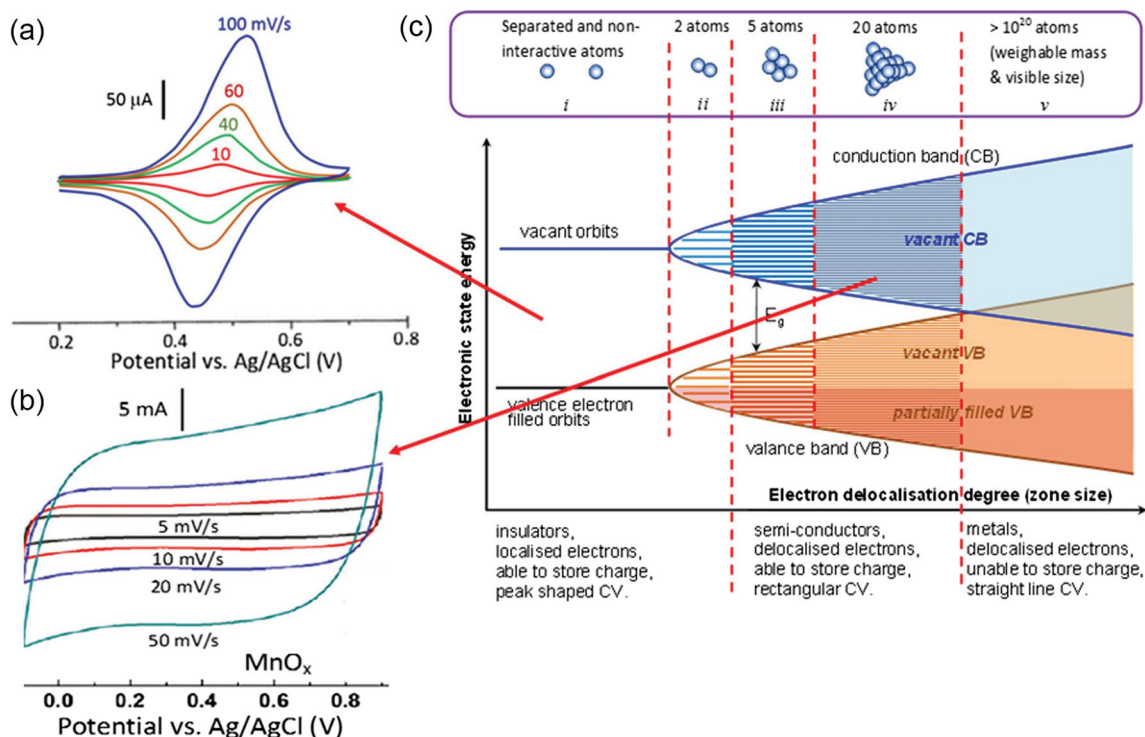 (a)
100 mV/s
50 μA
60
40
10
0.2 0.4 0.6 0.8
Potential vs. Ag/AgCl (V)
(b)
5 mA
5 mV/s
10 mV/s
20 mV/s
50 mV/s
MnOₓ
0.0 0.2 0.4 0.6 0.8
Potential vs. Ag/AgCl (V)
(c)
Separated and non-
interactive atoms
i
2 atoms
ii
5 atoms
iii
20 atoms
iv
> 10²⁰ atoms
(weighable mass
& visible size)
v
Electronic state energy
conduction band (CB)
vacant orbits
vacant CB
E_g
vacant VB
valence electron
filled orbits
partially filled VB
valance band (VB)
Electron delocalisation degree (zone size)
insulators,
localised electrons,
able to store charge,
peak shaped CV.
semi-conductors,
delocalised electrons,
able to store charge,
rectangular CV.
metals,
delocalised electrons,
unable to store charge,
straight line CV.